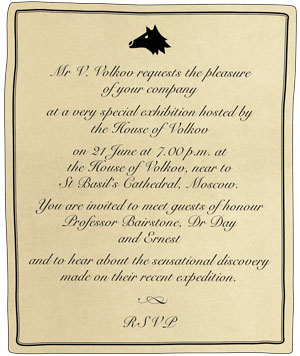 Mr V. Volkov requests the pleasure
of your company
at a very special exhibition hosted by
the House of Volkov
on 21 June at 7.00 p.m. at
the House of Volkov, near to
St Basil's Cathedral, Moscow.
You are invited to meet guests of honour
Professor Bairstone, Dr Day
and Ernest
and to hear about the sensational discovery
made on their recent expedition.
RSVP